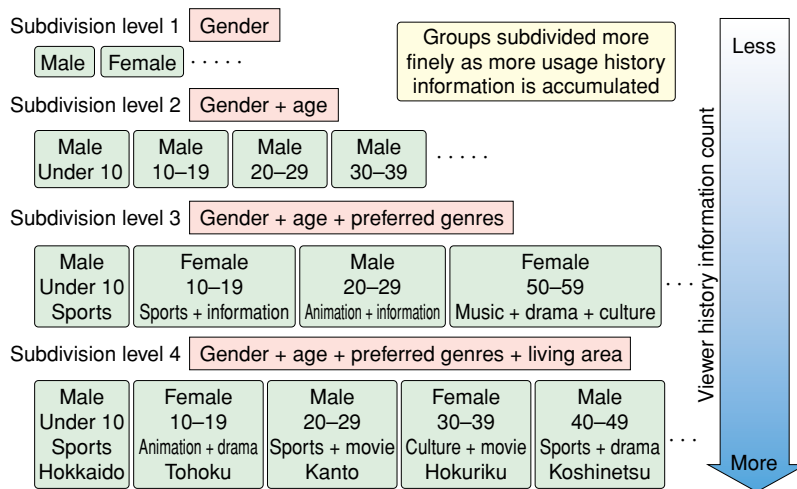 Subdivision level 1 Gender
Male Female · · · · ·
Groups subdivided more
finely as more usage history
information is accumulated
Less
Subdivision level 2 Gender + age
Male Male Male Male
Under 10 10–19 20–29 30–39 · · · · ·
Subdivision level 3 Gender + age + preferred genres
Male Female Male Female
Under 10 10–19 20–29 50–59 · · ·
Sports Sports + information Animation + information Music + drama + culture
Subdivision level 4 Gender + age + preferred genres + living area
Male Female Male Female Male
Under 10 10–19 20–29 30–39 40–49
Sports Animation + drama Sports + movie Culture + movie Sports + drama · · ·
Hokkaido Tohoku Kanto Hokuriku Koshinetsu
Viewer history information count
More